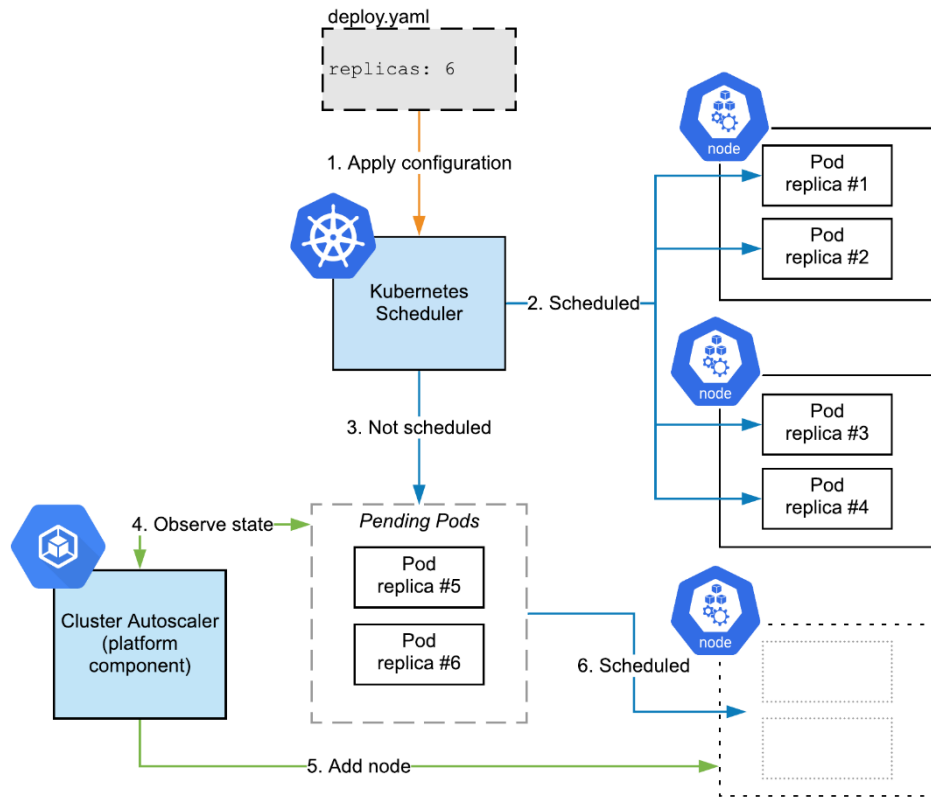 deploy.yaml
replicas: 6
1. Apply configuration
node
Pod
replica #1
Pod
replica #2
Kubernetes
Scheduler
2. Scheduled
node
Pod
replica #3
Pod
replica #4
3. Not scheduled
4. Observe state
Pending Pods
Pod
replica #5
Pod
replica #6
Cluster Autoscaler
(platform
component)
node
6. Scheduled
5. Add node